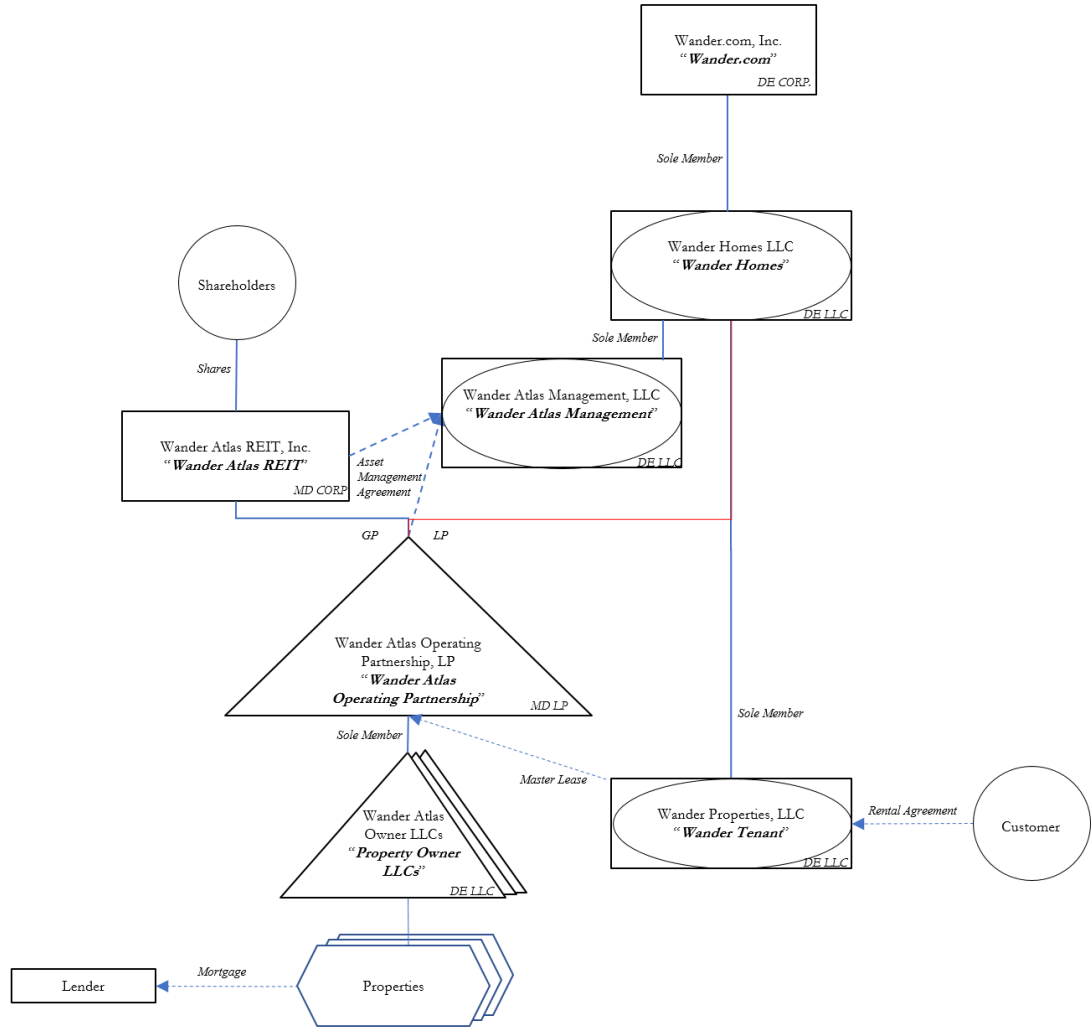 Wander.com, Inc.
“Wander.com”
DE CORP.
Sole Member
Wander Homes LLC
“Wander Homes”
DE LLC
Shareholders
Sole Member
Shares
Wander Atlas Management, LLC
“Wander Atlas Management”
DE LLC
Wander Atlas REIT, Inc.
“Wander Atlas REIT”
MD CORP
Asset
Management
Agreement
GP
LP
Wander Atlas Operating
Partnership, LP
“Wander Atlas
Operating Partnership”
MD LP
Sole Member
Sole Member
Master Lease
Wander Properties, LLC
“Wander Tenant”
DE LLC
Rental Agreement
Customer
Wander Atlas
Owner LLCs
“Property Owner
LLCs”
DE LLC
Mortgage
Lender
Properties